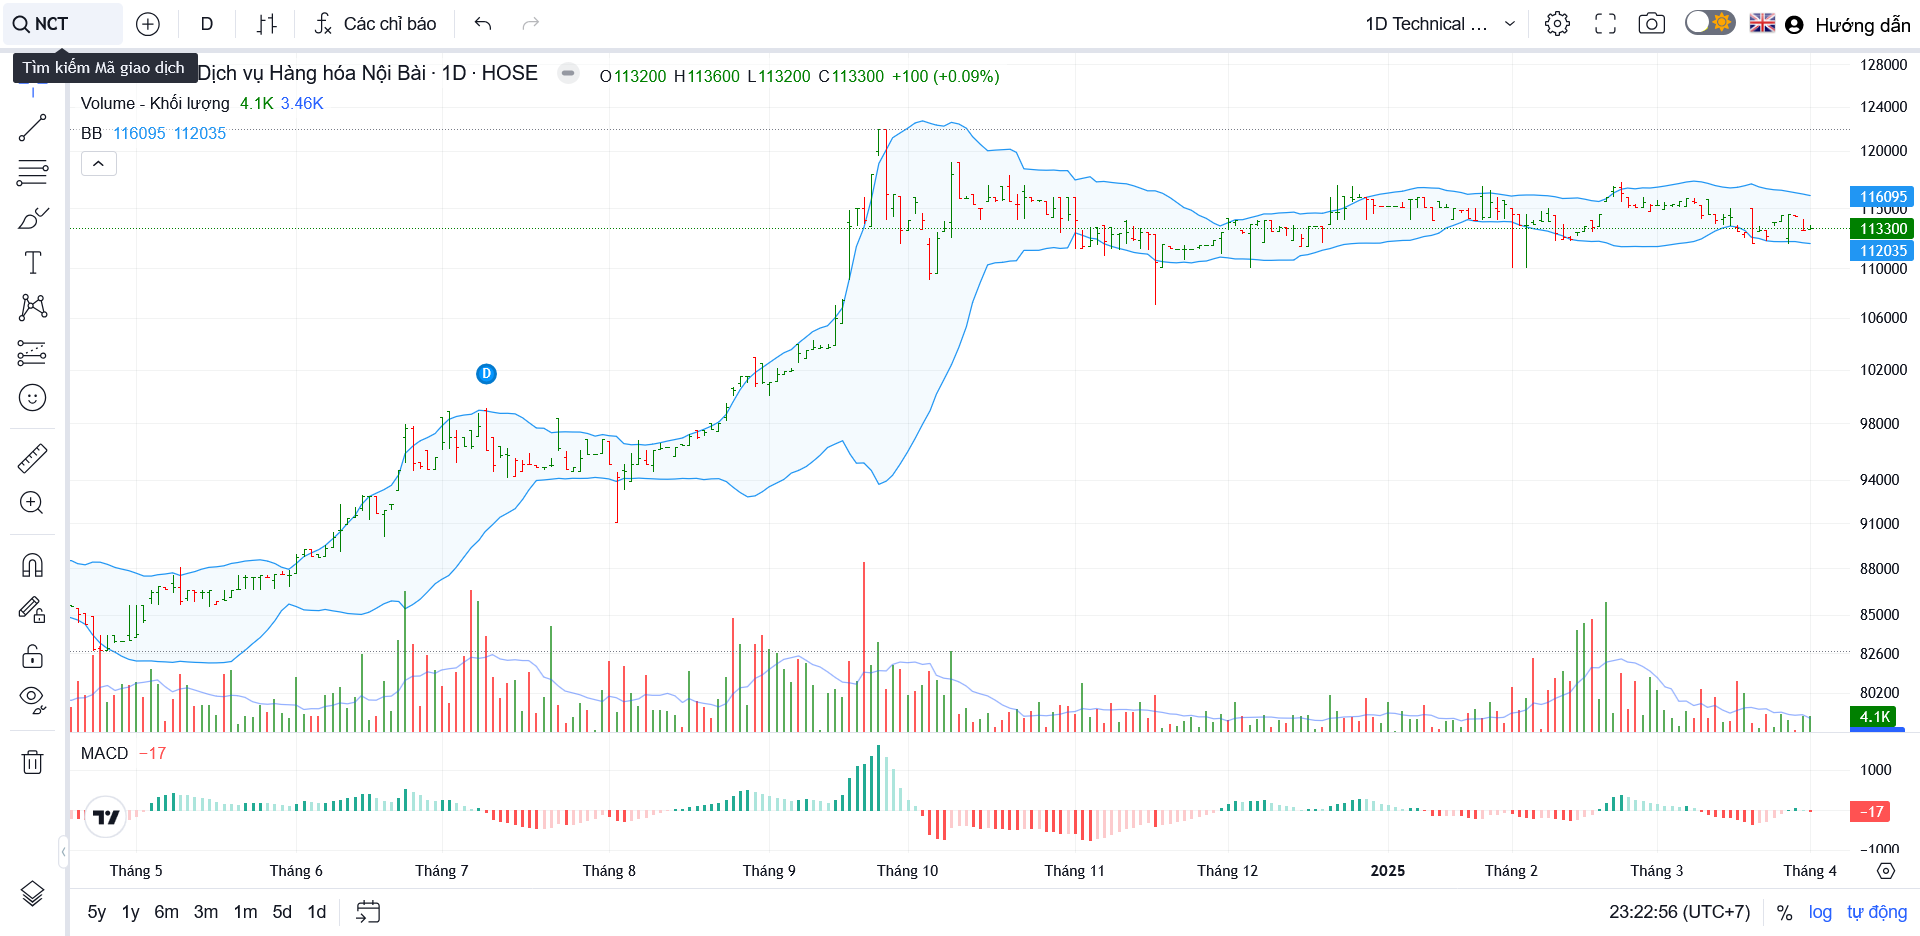 NCT
D
Các chỉ báo
1D Technical ...
Hướng dẫn
Tìm kiếm Mã giao dịch
Dịch vụ Hàng hóa Nội Bài · 1D · HOSE
O113200 H113600 L113200 C113300 +100 (+0.09%)
Volume - Khối lượng 4.1K 3.46K
BB 116095 112035
128000
124000
120000
116095
115000
113300
112035
110000
106000
102000
98000
94000
91000
88000
85000
82600
80200
4.1K
D
MACD −17
1000
−17
−1000
Tháng 5 Tháng 6 Tháng 7 Tháng 8 Tháng 9 Tháng 10 Tháng 11 Tháng 12 2025 Tháng 2 Tháng 3 Tháng 4
5y 1y 6m 3m 1m 5d 1d
23:22:56 (UTC+7) % log tự động